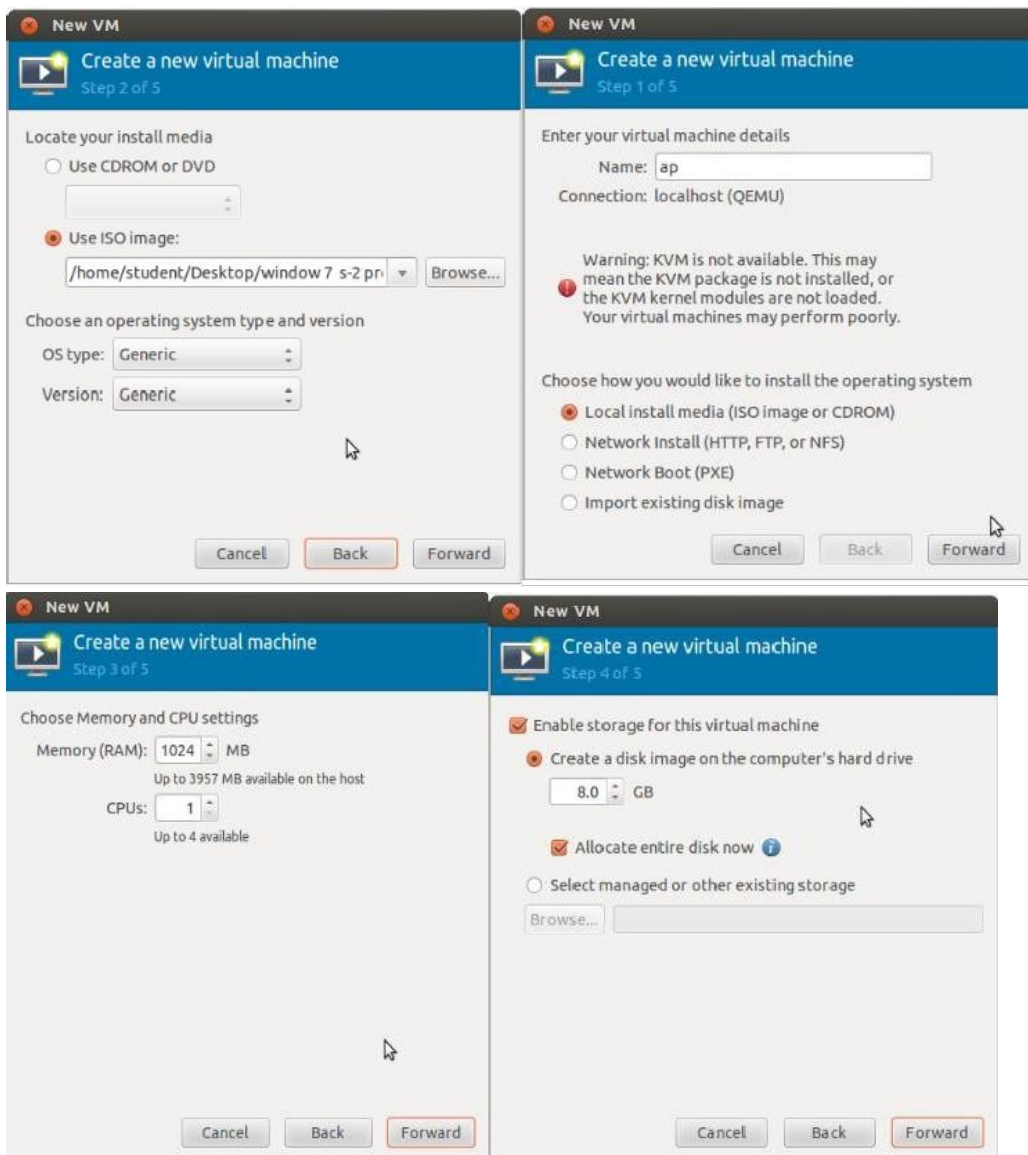 New VM
Create a new virtual machine
Step 2 of 5
Locate your install media
Use CDROM or DVD
Use ISO image:
/home/student/Desktop/window 7 s-2 pr
Browse...
Choose an operating system type and version
OS type: Generic
Version: Generic
Cancel Back Forward
New VM
Create a new virtual machine
Step 1 of 5
Enter your virtual machine details
Name: ap
Connection: localhost (QEMU)
Warning: KVM is not available. This may
mean the KVM package is not installed, or
the KVM kernel modules are not loaded.
Your virtual machines may perform poorly.
Choose how you would like to install the operating system
Local install media (ISO image or CDROM)
Network Install (HTTP, FTP, or NFS)
Network Boot (PXE)
Import existing disk image
Cancel Back Forward
New VM
Create a new virtual machine
Step 3 of 5
Choose Memory and CPU settings
Memory (RAM): 1024 MB
Up to 3957 MB available on the host
CPUs: 1
Up to 4 available
Cancel Back Forward
New VM
Create a new virtual machine
Step 4 of 5
Enable storage for this virtual machine
Create a disk image on the computer's hard drive
8.0 GB
Allocate entire disk now
Select managed or other existing storage
Browse...
Cancel Back Forward